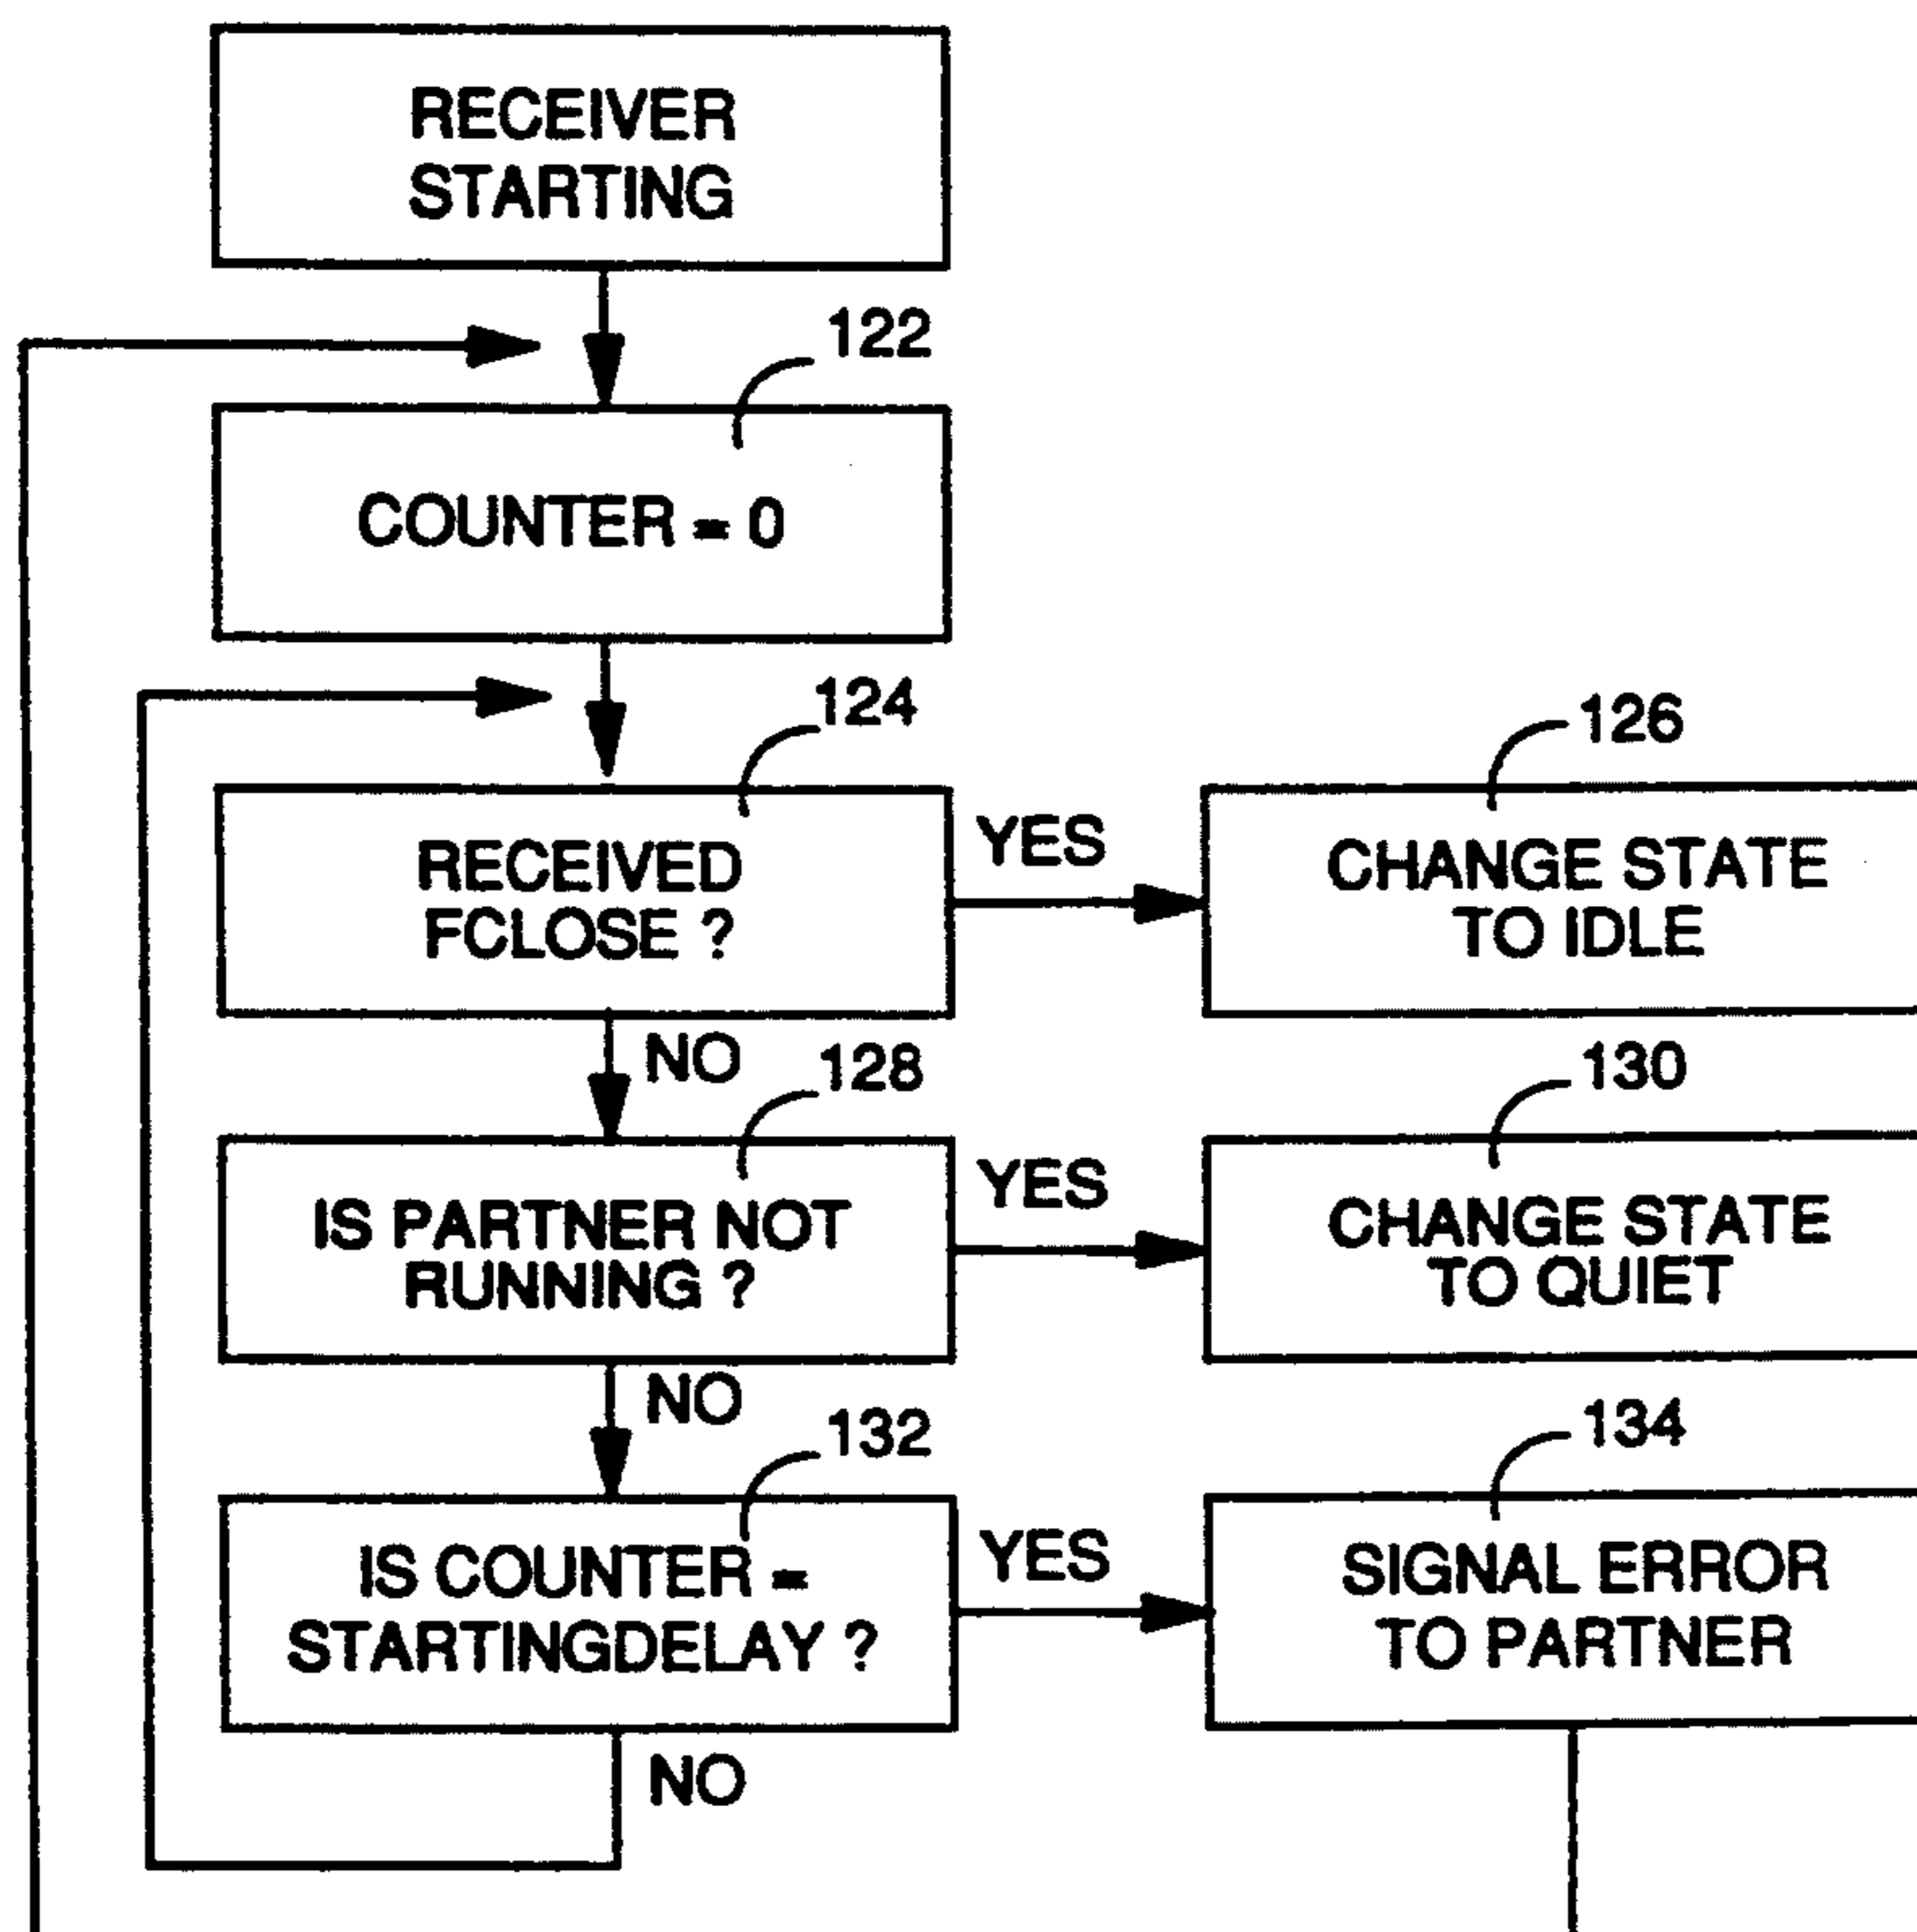 RECEIVER
STARTING
122
COUNTER = 0
124
RECEIVED
FCLOSE ?
YES
126
CHANGE STATE
TO IDLE
NO
128
IS PARTNER NOT
RUNNING ?
YES
130
CHANGE STATE
TO QUIET
NO
132
IS COUNTER =
STARTINGDELAY ?
YES
134
SIGNAL ERROR
TO PARTNER
NO